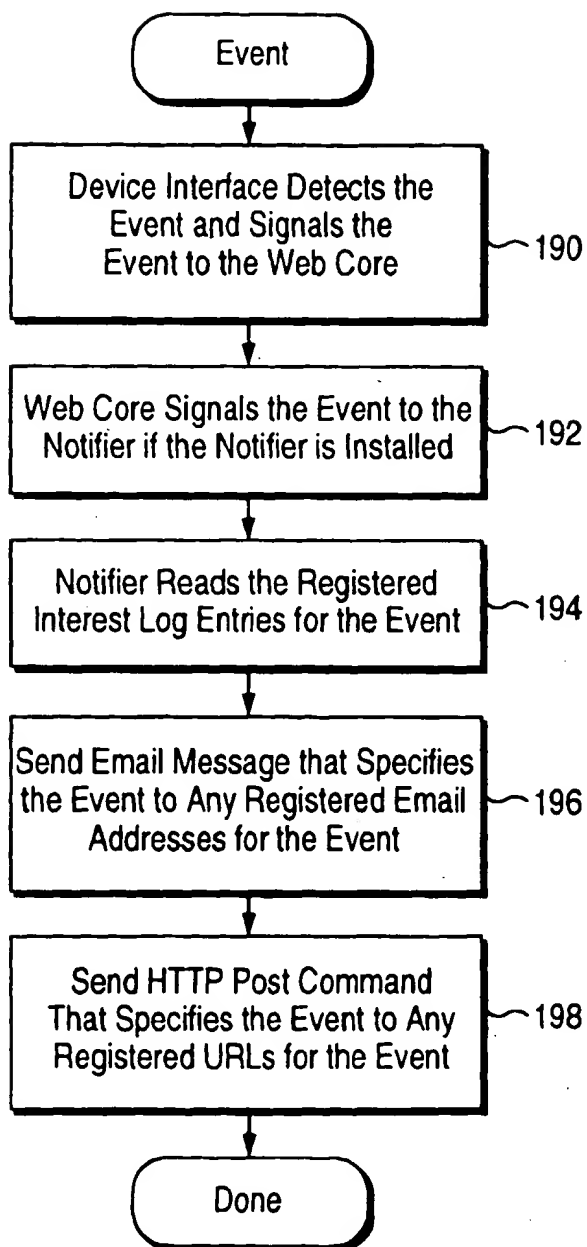 Event
Device Interface Detects the
Event and Signals the
Event to the Web Core
190
Web Core Signals the Event to the
Notifier if the Notifier is Installed
192
Notifier Reads the Registered
Interest Log Entries for the Event
194
Send Email Message that Specifies
the Event to Any Registered Email
Addresses for the Event
196
Send HTTP Post Command
That Specifies the Event to Any
Registered URLs for the Event
198
Done